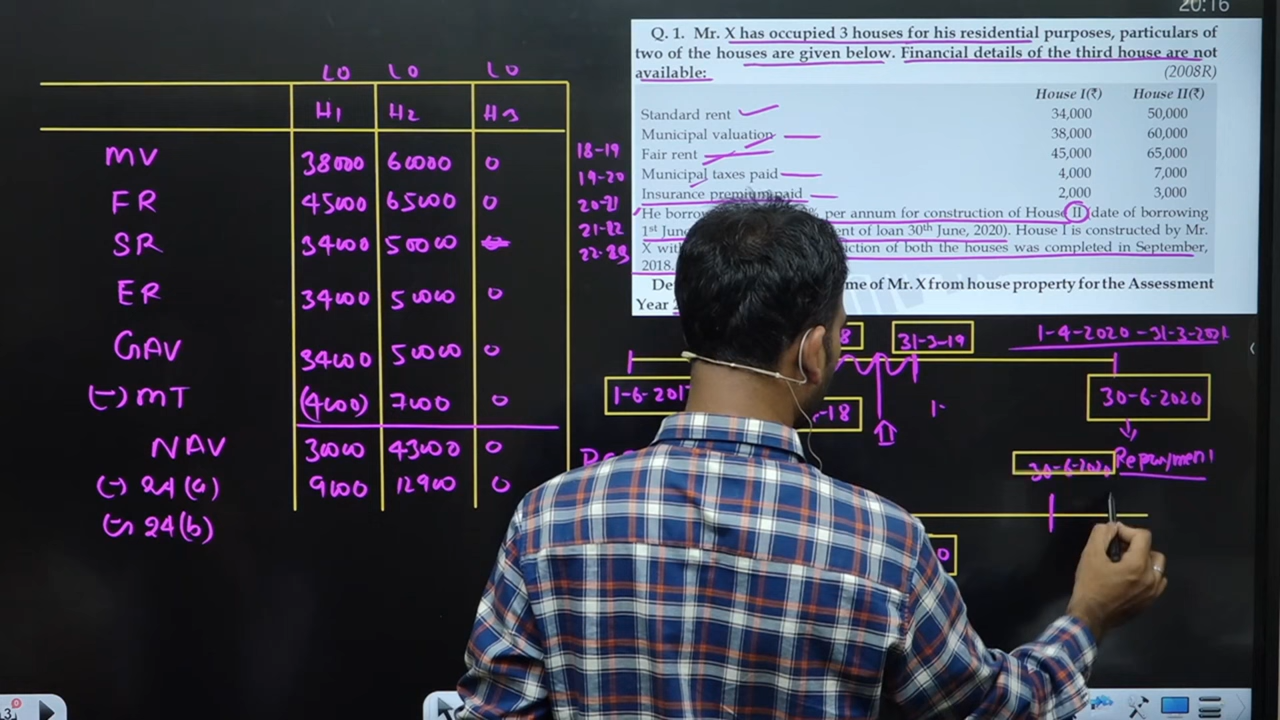 20:16
LO LO LO
H1 H2 H3
MV 38000 60000 0
FR 45000 65000 0
SR 34000 50000
ER 34000 50000 0
GAV 34000 50000 0
(-) MT (4000) 7000 0
NAV 30000 43000 0
(-) 24(a) 9000 12900 0
(-) 24(b)
18-19
19-20
20-21
21-22
22-23
Q. 1. Mr. X has occupied 3 houses for his residential purposes, particulars of
two of the houses are given below. Financial details of the third house are not
available: (2008R)
House I(₹) House II(₹)
Standard rent 34,000 50,000
Municipal valuation 38,000 60,000
Fair rent 45,000 65,000
Municipal taxes paid 4,000 7,000
Insurance premium paid 2,000 3,000
He per annum for construction of House II date of borrowing
1st of loan 30th June, 2020). House I is constructed by Mr.
X of both the houses was completed in September,
2018.
of Mr. X from house property for the Assessment
Year
31-3-19
1-4-2020 - 31-3-2021
1-6-2017
-18
1-
30-6-2020
Repayment
30-6-2020